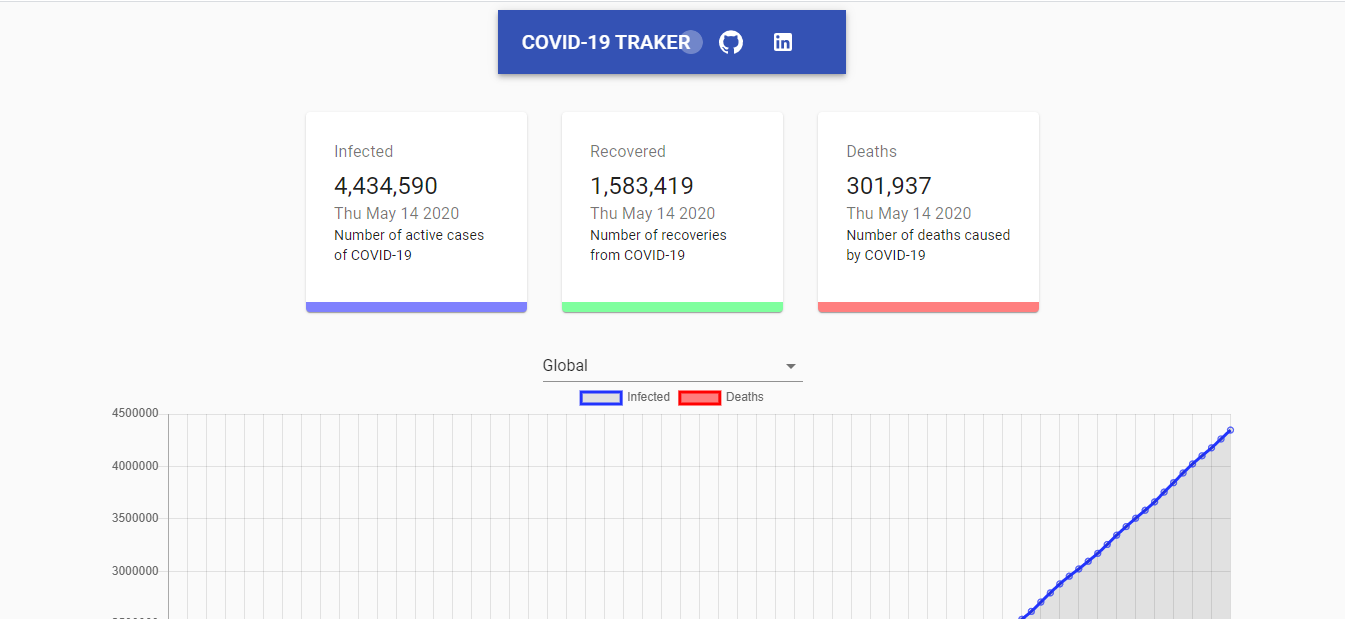 COVID-19 TRAKER
Infected
4,434,590
Thu May 14 2020
Number of active cases
of COVID-19
Recovered
1,583,419
Thu May 14 2020
Number of recoveries
from COVID-19
Deaths
301,937
Thu May 14 2020
Number of deaths caused
by COVID-19
Global
Infected Deaths
4500000
4000000
3500000
3000000